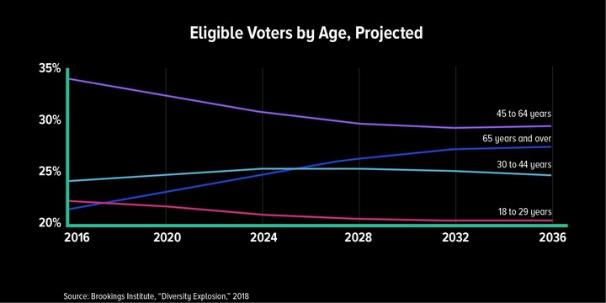 Eligible Voters by Age, Projected
35%
30%
25%
20%
45 to 64 years
65 years and over
30 to 44 years
18 to 29 years
2016 2020 2024 2028 2032 2036
Source: Brookings Institute, "Diversity Explosion," 2018